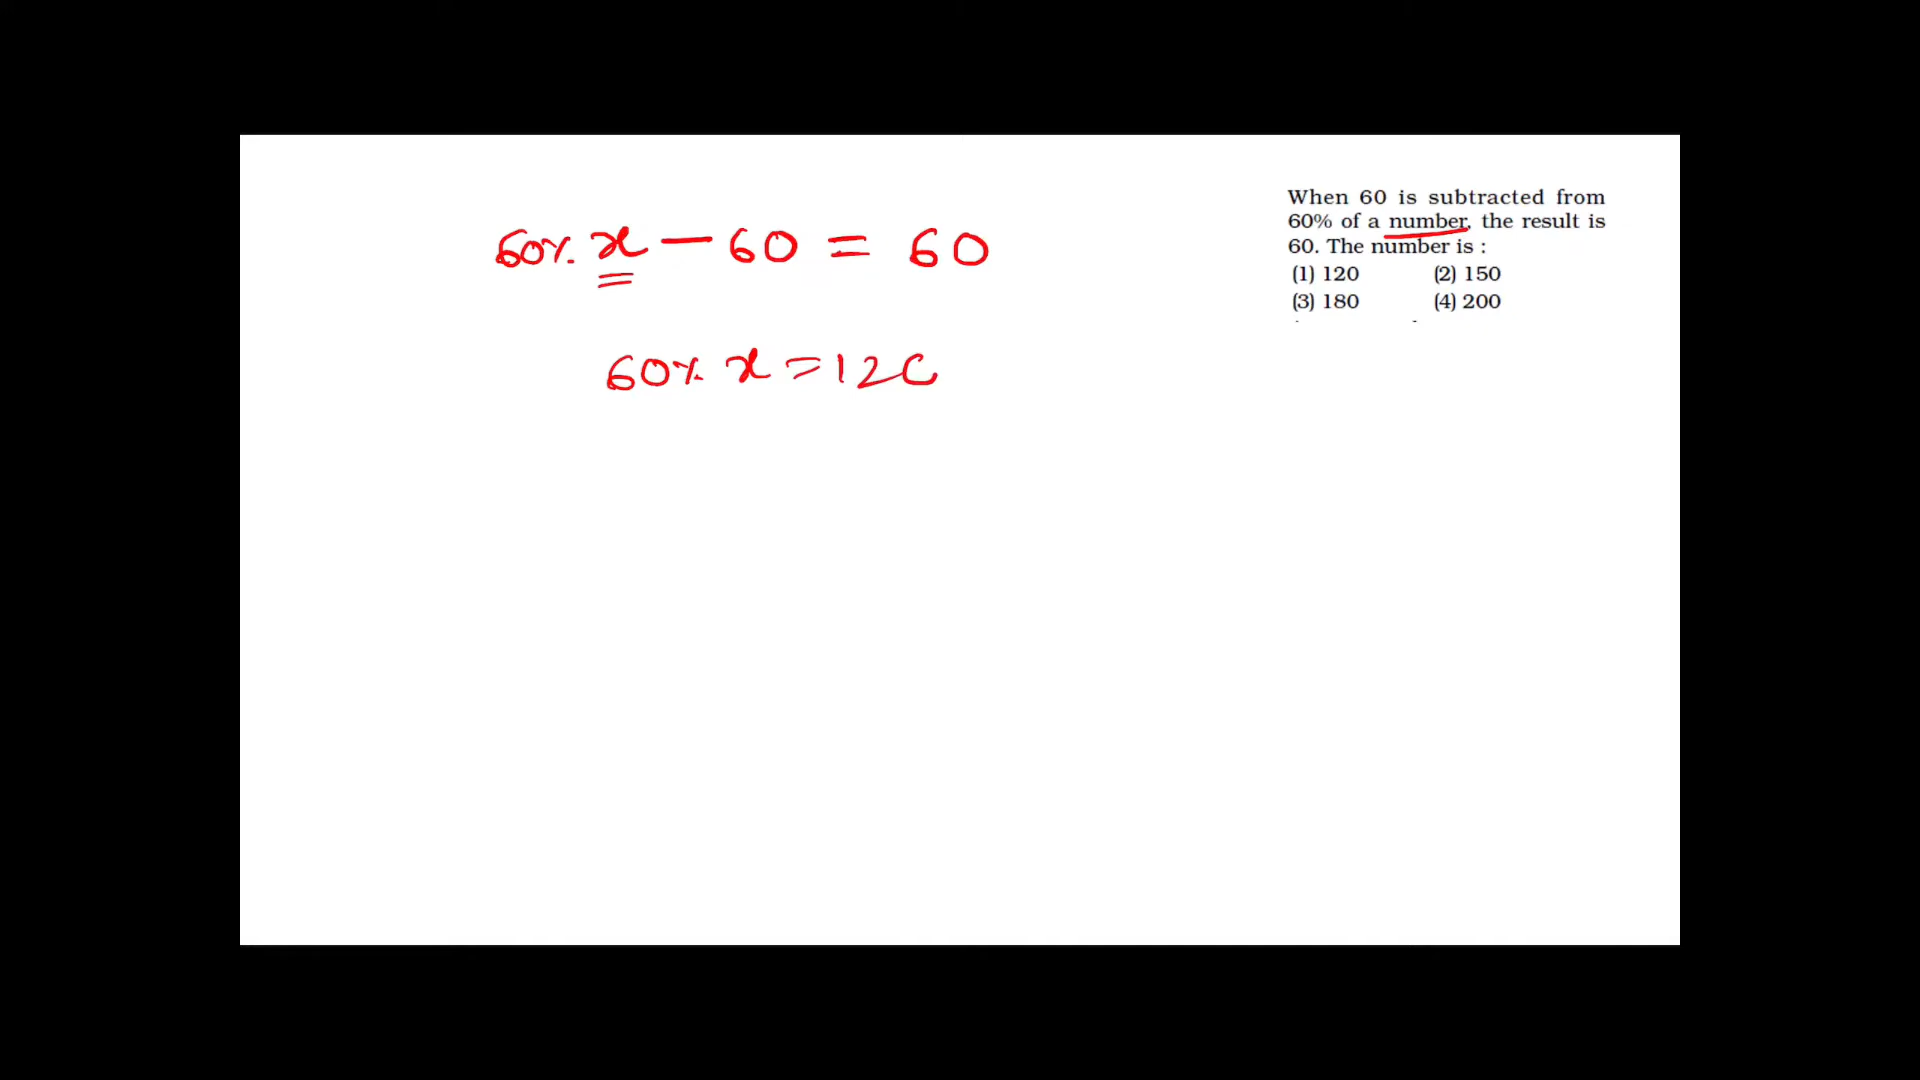 60% x - 60 = 60
60% x = 120
When 60 is subtracted from
60% of a number, the result is
60. The number is :
(1) 120 (2) 150
(3) 180 (4) 200